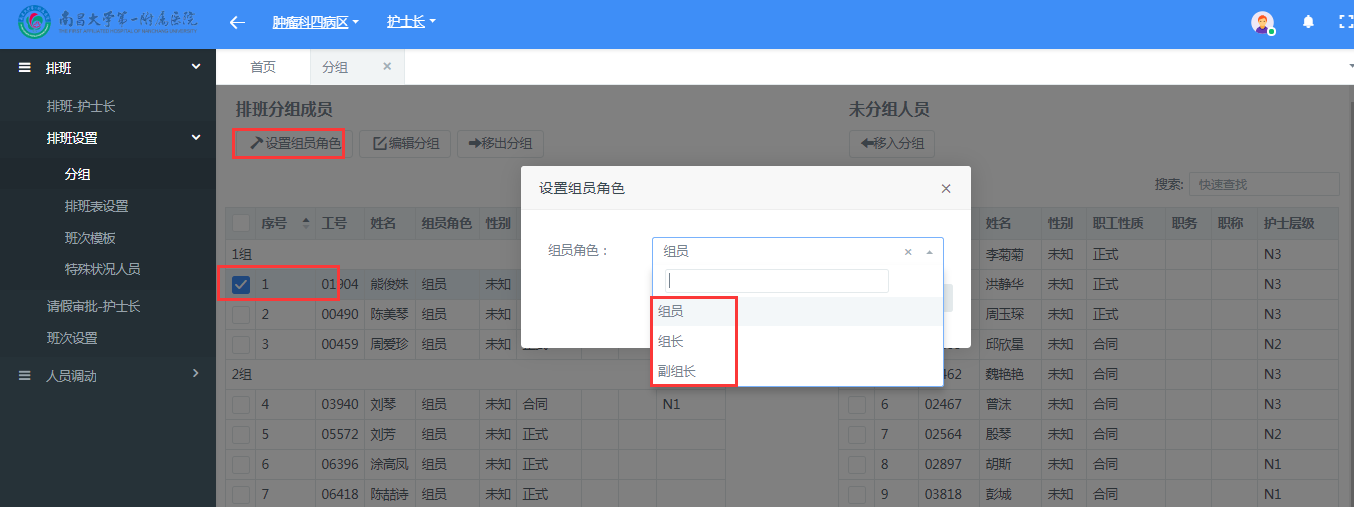 南昌大学第一附属医院
THE FIRST AFFILIATED HOSPITAL OF NANCHANG UNIVERSITY
肿瘤科四病区 护士长
排班
排班-护士长
排班设置
分组
排班表设置
班次模板
特殊状况人员
请假审批-护士长
班次设置
人员调动
首页 分组
排班分组成员
设置组员角色 编辑分组 移出分组
序号 工号 姓名 组员角色 性别
1组
1 01904 熊俊姝 组员 未知
2 00490 陈美琴 组员 未知
3 00459 周爱珍 组员 未知
2组
4 03940 刘琴 组员 未知 合同 N1
5 05572 刘芳 组员 未知 正式
6 06396 涂高凤 组员 未知 正式
7 06418 陈喆诗 组员 未知 正式
设置组员角色
组员角色：
组员
组员
组长
副组长
未分组人员
移入分组
搜索: 快速查找
姓名 性别 职工性质 职务 职称 护士层级
李菊菊 未知 正式 N3
洪静华 未知 正式 N3
周玉琛 未知 正式 N3
邱欣星 未知 合同 N2
魏艳艳 未知 合同 N3
6 02467 曾沫 未知 合同 N3
7 02564 殷琴 未知 合同 N2
8 02897 胡斯 未知 合同 N1
9 03818 彭城 未知 合同 N1